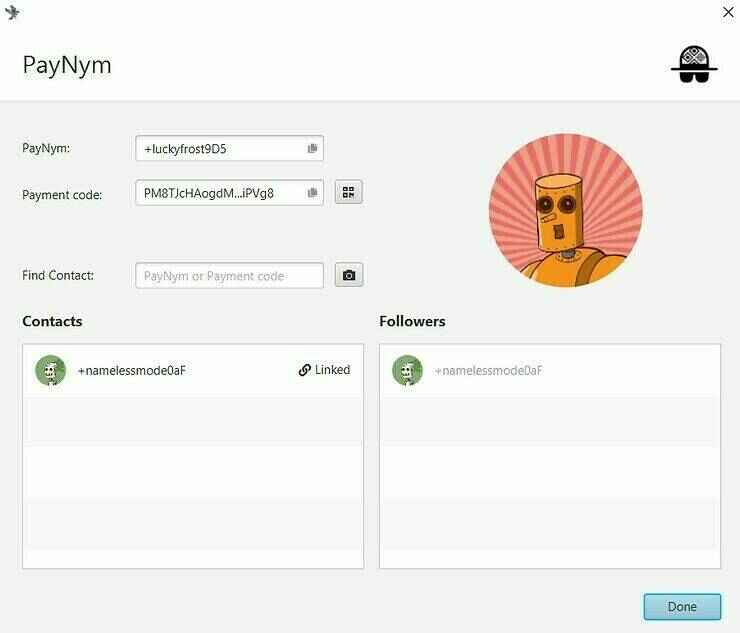 PayNym
PayNym:
+luckyfrost9D5
Payment code:
PM8TJcHAogdM...iPVg8
Find Contact:
PayNym or Payment code
Contacts
+namelessmode0aF
Linked
Followers
+namelessmode0aF
Done